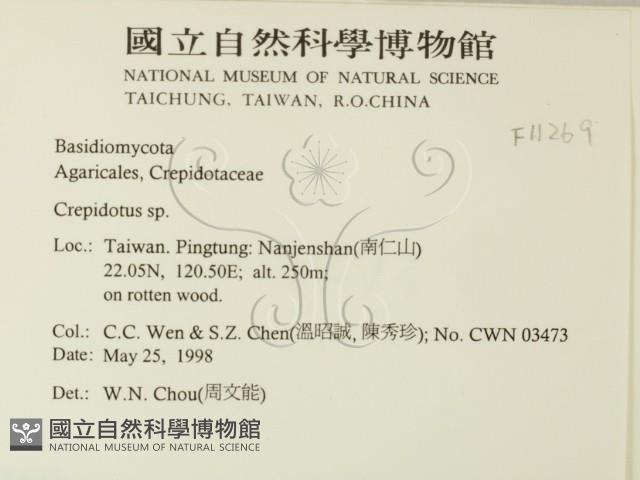 國立自然科學博物館
NATIONAL MUSEUM OF NATURAL SCIENCE
TAICHUNG, TAIWAN, R.O.CHINA
F11269
Basidiomycota
Agaricales, Crepidotaceae
Crepidotus sp.
Loc.: Taiwan. Pingtung: Nanjenshan(南仁山)
22.05N, 120.50E; alt. 250m;
on rotten wood.
Col.: C.C. Wen & S.Z. Chen(溫昭誠, 陳秀珍); No. CWN 03473
Date: May 25, 1998
Det.: W.N. Chou(周文能)
國立自然科學博物館
NATIONAL MUSEUM OF NATURAL SCIENCE